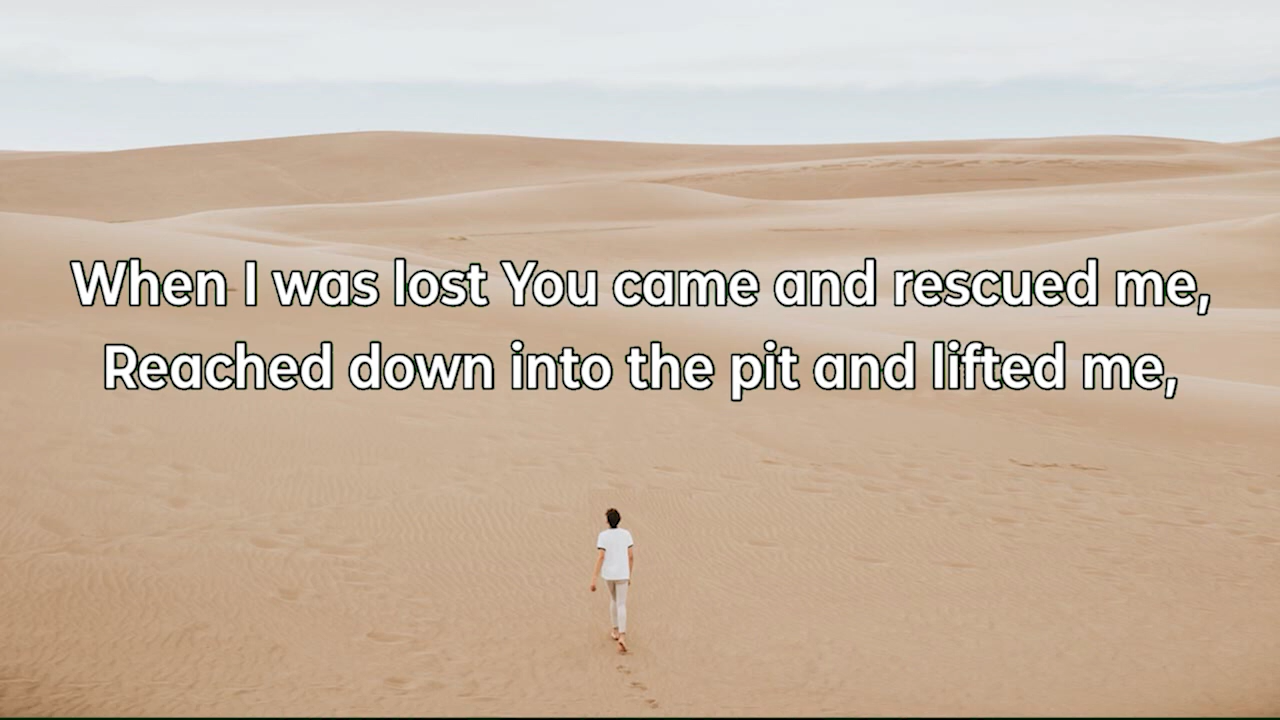 When I was lost You came and rescued me,
Reached down into the pit and lifted me,